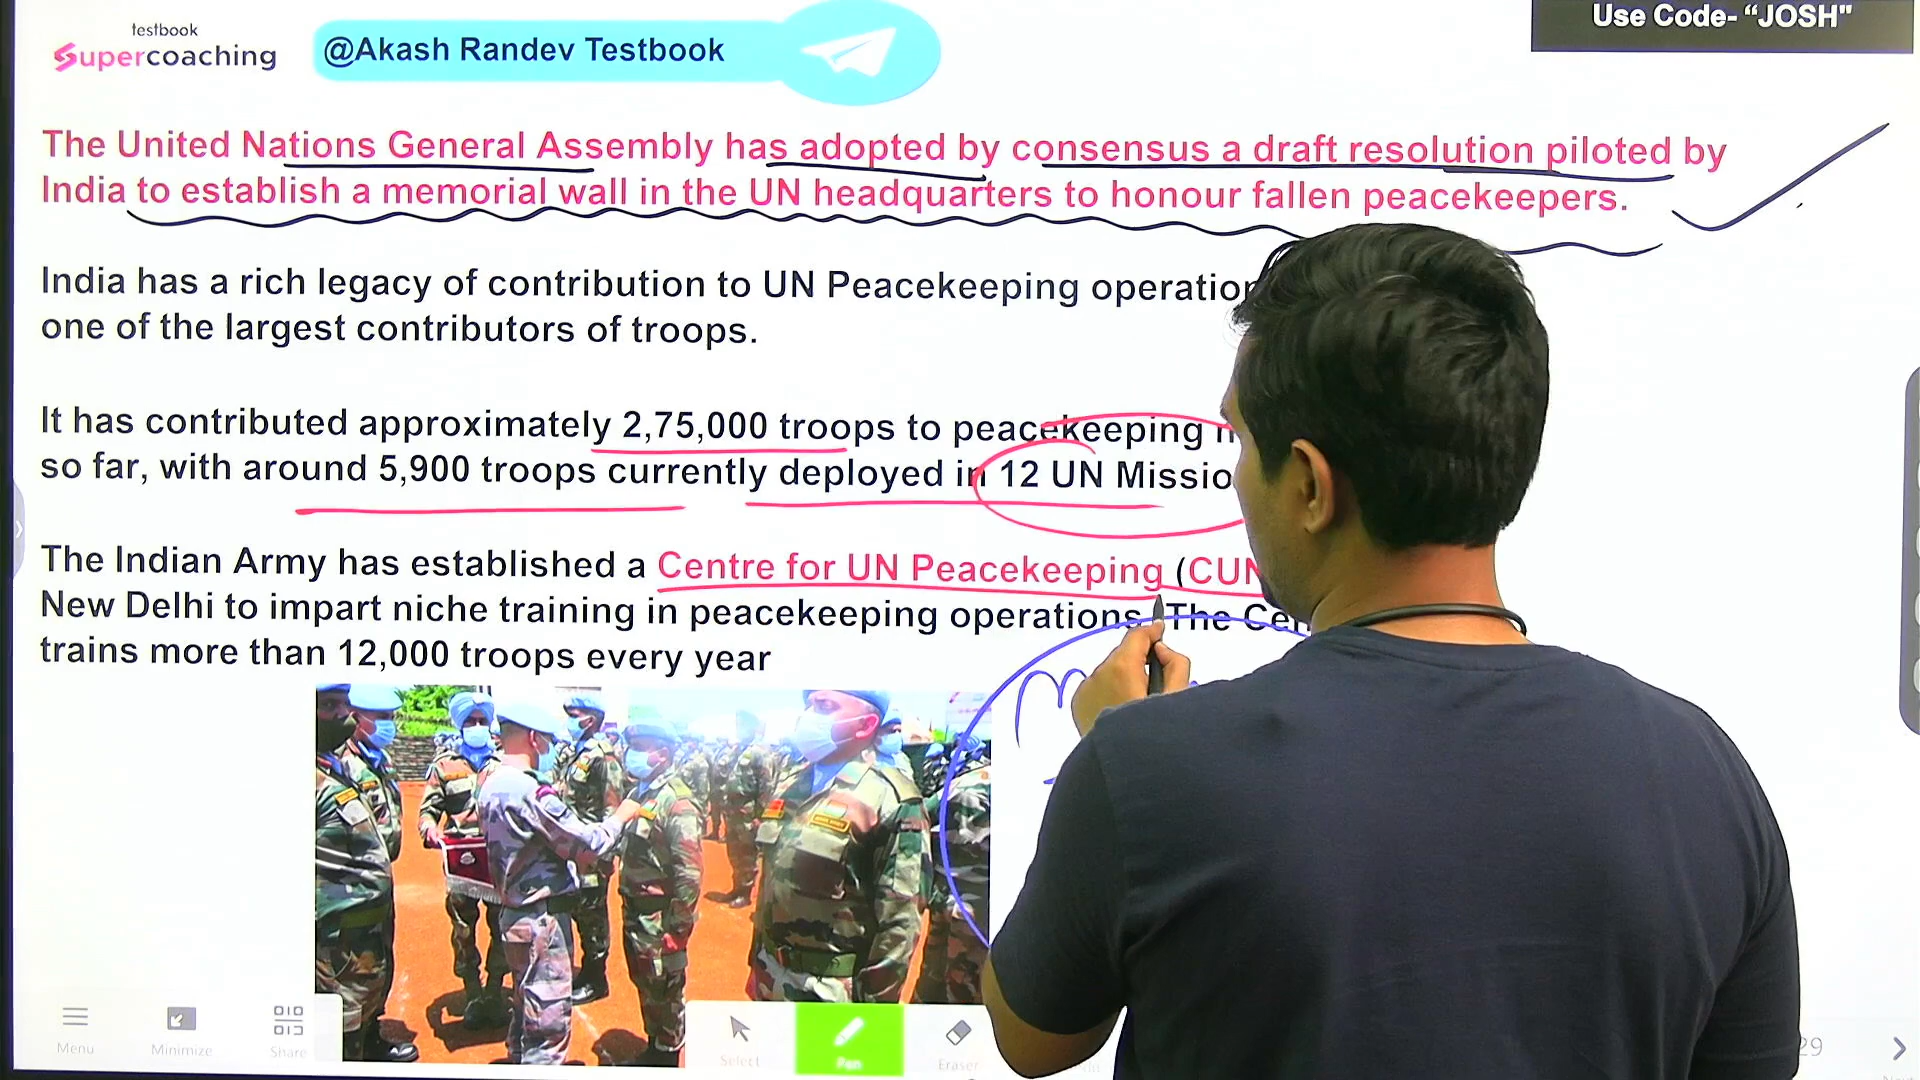 testbook
Supercoaching
@Akash Randev Testbook
Use Code- “JOSH"
The United Nations General Assembly has adopted by consensus a draft resolution piloted by
India to establish a memorial wall in the UN headquarters to honour fallen peacekeepers.
India has a rich legacy of contribution to UN Peacekeeping
one of the largest contributors of troops.
It has contributed approximately 2,75,000 troops to peacekeeping
so far, with around 5,900 troops currently deployed in 12 UN
The Indian Army has established a Centre for UN Peacekeeping
New Delhi to impart niche training in peacekeeping operations. The
trains more than 12,000 troops every year
Menu
Minimize
Share
Select
Pen
Eraser
29